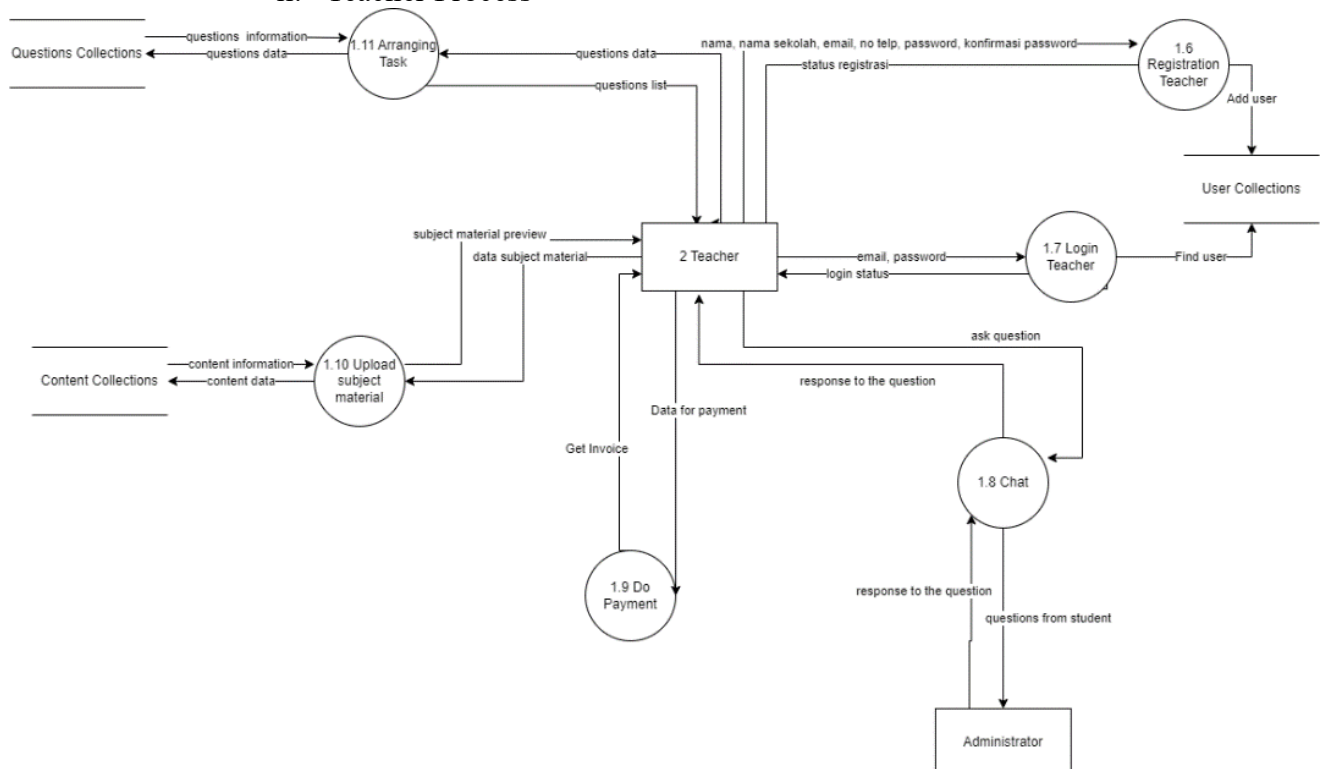 questions information
Questions Collections
questions data
1.11 Arranging
Task
questions data
questions list
nama, nama sekolah, email, no telp, password, konfirmasi password
status registrasi
1.6
Registration
Teacher
Add user
User Collections
subject material preview
data subject material
2 Teacher
email, password
login status
1.7 Login
Teacher
Find user
ask question
response to the question
content information
Content Collections
content data
1.10 Upload
subject
material
Data for payment
Get Invoice
1.8 Chat
1.9 Do
Payment
response to the question
questions from student
Administrator